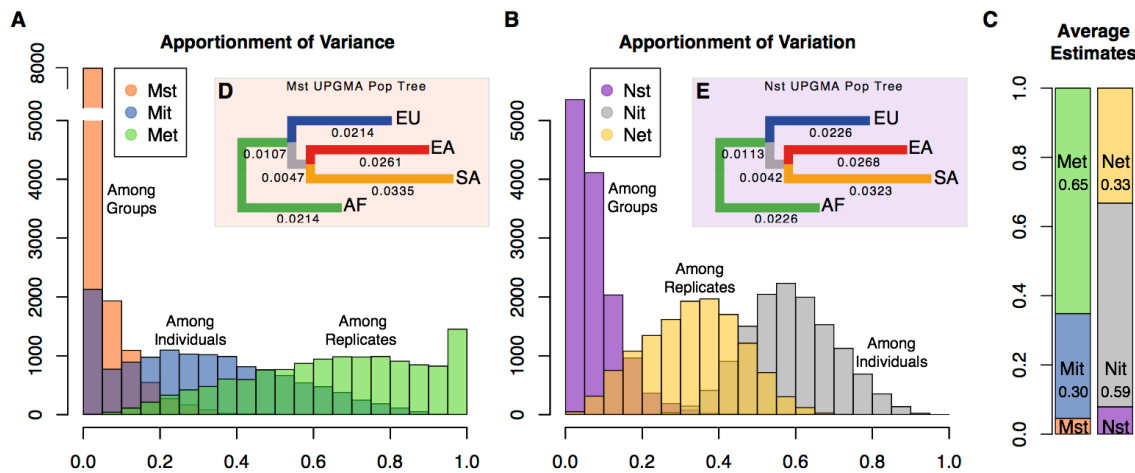 A
Apportionment of Variance
8000
5000
4000
3000
2000
1000
0
Mst
Mit
Met
Among
Groups
Among
Individuals
Among
Replicates
0.0
0.2
0.4
0.6
0.8
1.0
D
Mst UPGMA Pop Tree
EU
0.0214
0.0107
EA
0.0261
0.0047
SA
0.0335
AF
0.0214
B
Apportionment of Variation
5000
4000
3000
2000
1000
0
Nst
Nit
Net
Among
Groups
Among
Replicates
Among
Individuals
0.0
0.2
0.4
0.6
0.8
1.0
E
Nst UPGMA Pop Tree
EU
0.0226
0.0113
EA
0.0268
0.0042
SA
0.0323
AF
0.0226
C
Average
Estimates
1.0
0.8
0.6
0.4
0.2
0.0
Met
0.65
Mit
0.30
Mst
Net
0.33
Nit
0.59
Nst